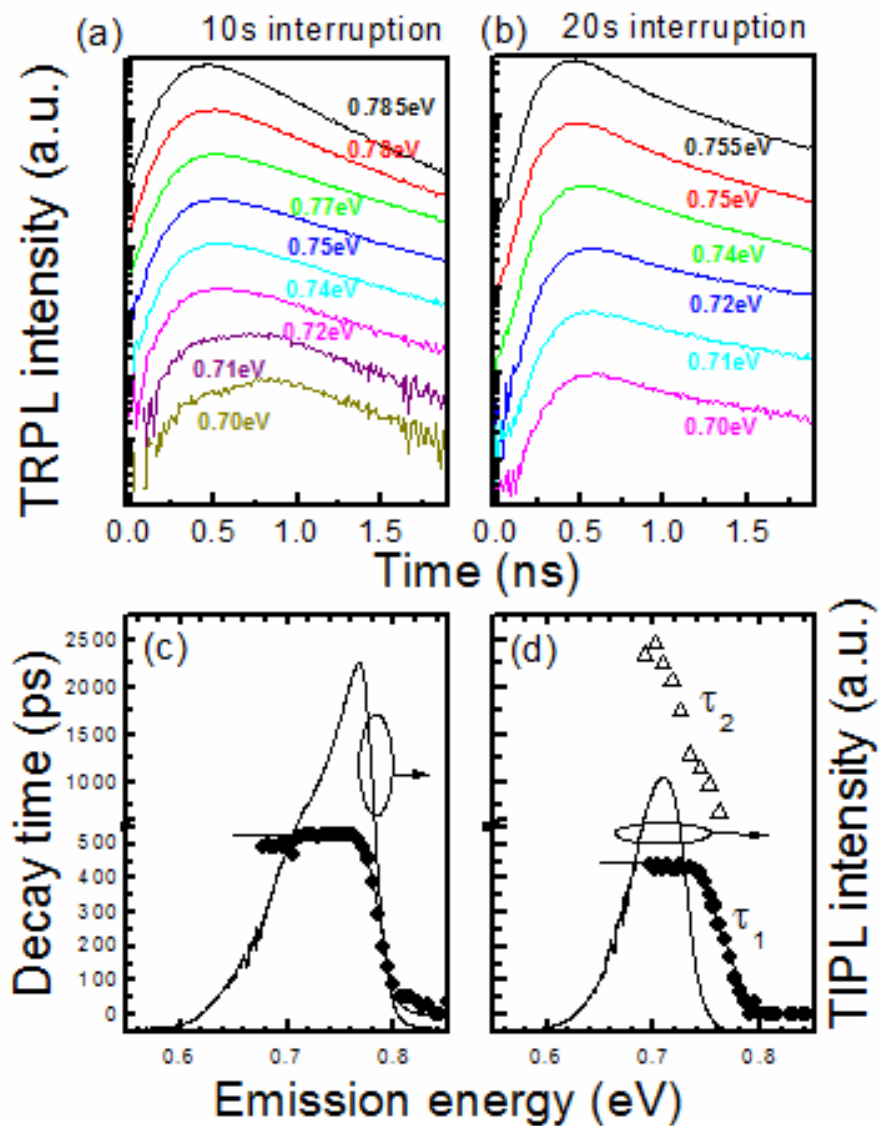 (a) 10s interruption (b) 20s interruption
TRPL intensity (a.u.)
0.785eV
0.78eV
0.77eV
0.75eV
0.74eV
0.72eV
0.71eV
0.70eV
0.755eV
0.75eV
0.74eV
0.72eV
0.71eV
0.70eV
0.0 0.5 1.0 1.5 0.0 0.5 1.0 1.5
Time (ns)
(c) (d)
Decay time (ps)
2500
2000
1500
1000
500
400
300
200
100
0
τ2
τ1
TIPL intensity (a.u.)
0.6 0.7 0.8 0.6 0.7 0.8
Emission energy (eV)